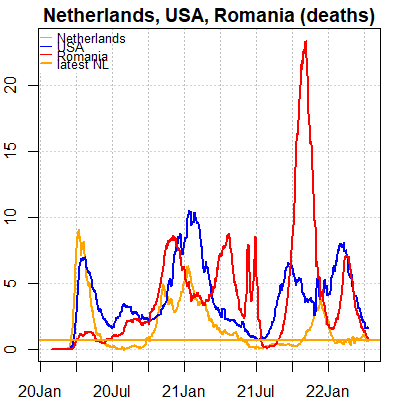 Netherlands, USA, Romania (deaths)
Netherlands
USA
Romania
latest NL
20
15
10
5
0
20Jan 20Jul 21Jan 21Jul 22Jan